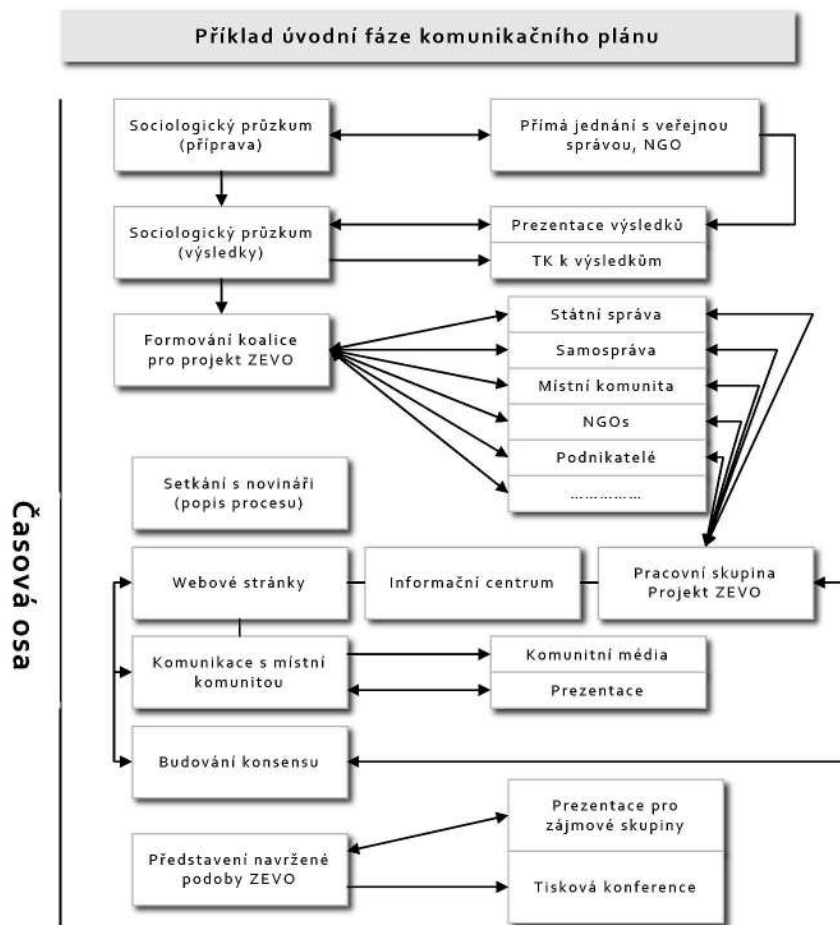 Příklad úvodní fáze komunikačního plánu
Časová osa
Sociologický průzkum
(příprava)
Přímá jednání s veřejnou
správou, NGO
Sociologický průzkum
(výsledky)
Prezentace výsledků
TK k výsledkům
Formování koalice
pro projekt ZEVO
Státní správa
Samospráva
Místní komunita
NGOs
Podnikatelé
……………
Setkání s novináři
(popis procesu)
Webové stránky
Informační centrum
Pracovní skupina
Projekt ZEVO
Komunikace s místní
komunitou
Komunitní média
Prezentace
Budování konsensu
Představení navržené
podoby ZEVO
Prezentace pro
zájmové skupiny
Tisková konference